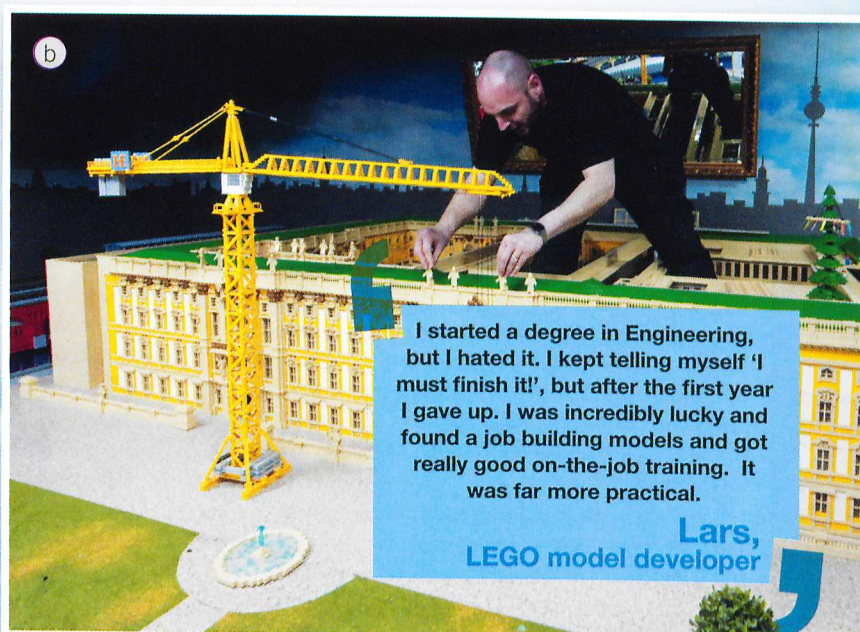 b
I started a degree in Engineering,
but I hated it. I kept telling myself ‘I
must finish it!’, but after the first year
I gave up. I was incredibly lucky and
found a job building models and got
really good on-the-job training. It
was far more practical.
Lars,
LEGO model developer